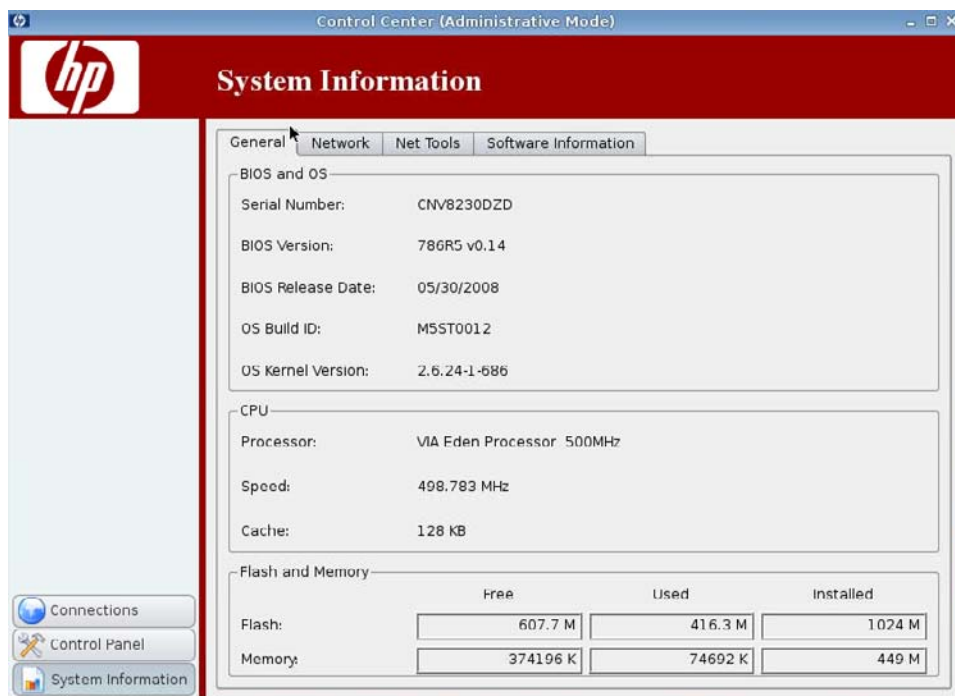 Control Center (Administrative Mode)
hp
System Information
General Network Net Tools Software Information
BIOS and OS
Serial Number: CNV8230DZD
BIOS Version: 786R5 v0.14
BIOS Release Date: 05/30/2008
OS Build ID: M5ST0012
OS Kernel Version: 2.6.24-1-686
CPU
Processor: VIA Eden Processor 500MHz
Speed: 498.783 MHz
Cache: 128 KB
Flash and Memory
Free Used Installed
Flash: 607.7 M 416.3 M 1024 M
Memory: 374196 K 74692 K 449 M
Connections
Control Panel
System Information